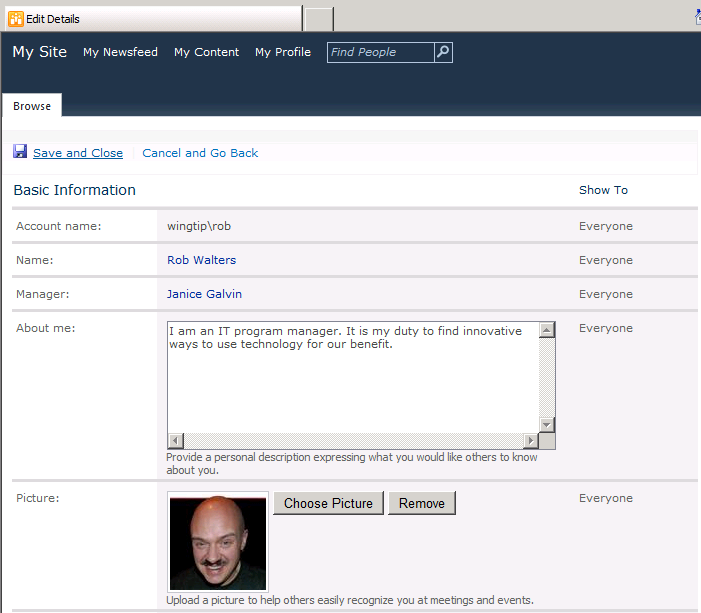 Edit Details
My Site My Newsfeed My Content My Profile Find People
Browse
Save and Close Cancel and Go Back
Basic Information Show To
Account name: wingtip\rob Everyone
Name: Rob Walters Everyone
Manager: Janice Galvin Everyone
About me: I am an IT program manager. It is my duty to find innovative Everyone
ways to use technology for our benefit.
Provide a personal description expressing what you would like others to know
about you.
Picture: Choose Picture Remove Everyone
Upload a picture to help others easily recognize you at meetings and events.